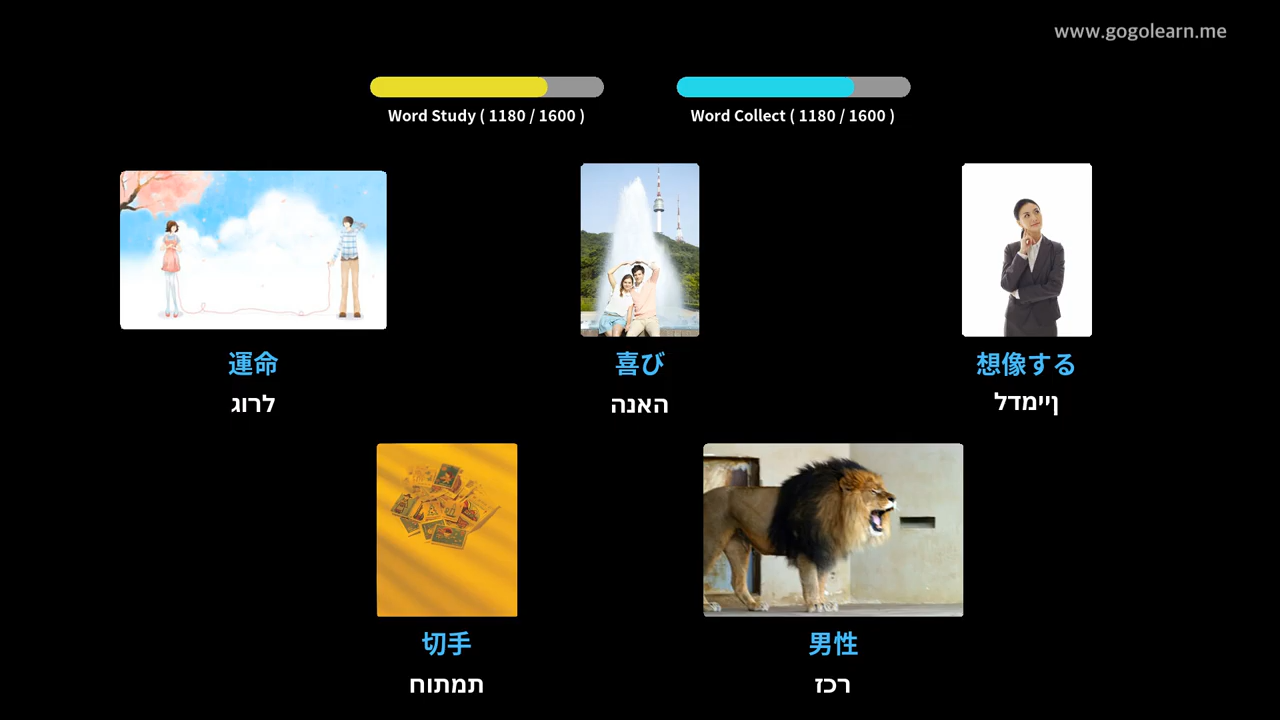 www.gogolearn.me
Word Study ( 1180 / 1600 )
Word Collect ( 1180 / 1600 )
運命
לרוג
喜び
האנה
想像する
ןיימדל
切手
תמתוח
男性
רכז